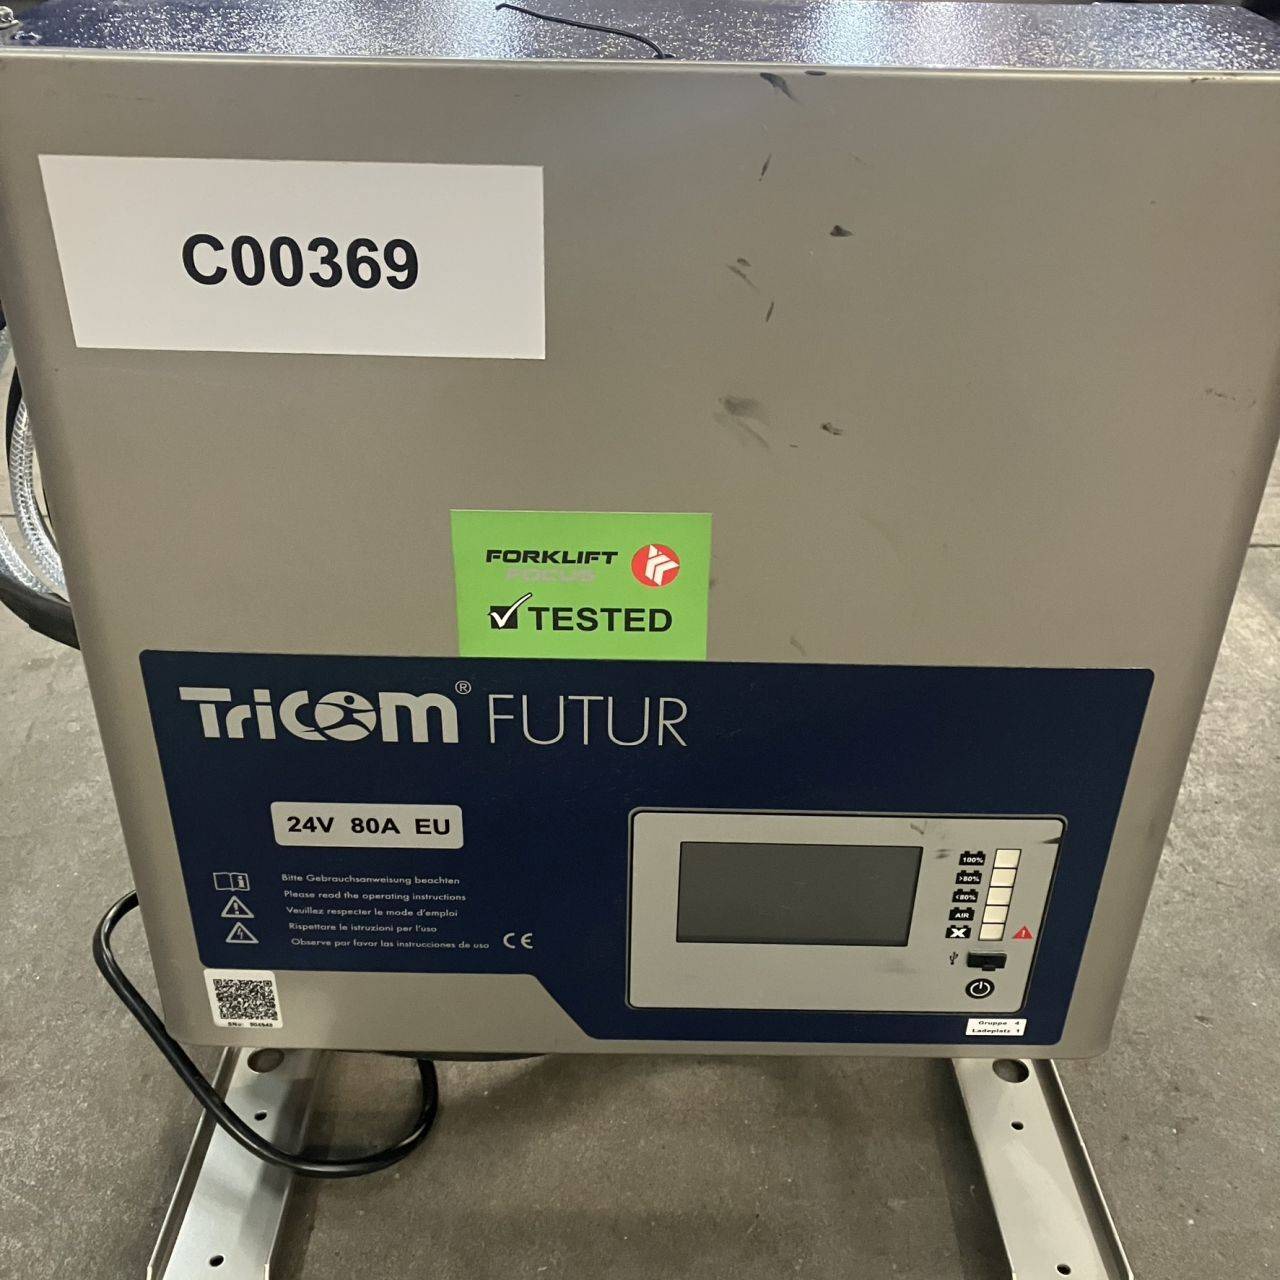 C00369
FORKLIFT
FOCUS
TESTED
TriCOM® FUTUR
24V 80A EU
Bitte Gebrauchsanweisung beachten
Please read the operating instructions
Veuillez respecter le mode d'emploi
Rispettare le istruzioni per l'uso
Observe por favor las instrucciones de uso CE
100%
>80%
<80%
AIR
Gruppe 4
Ladeplatz 1